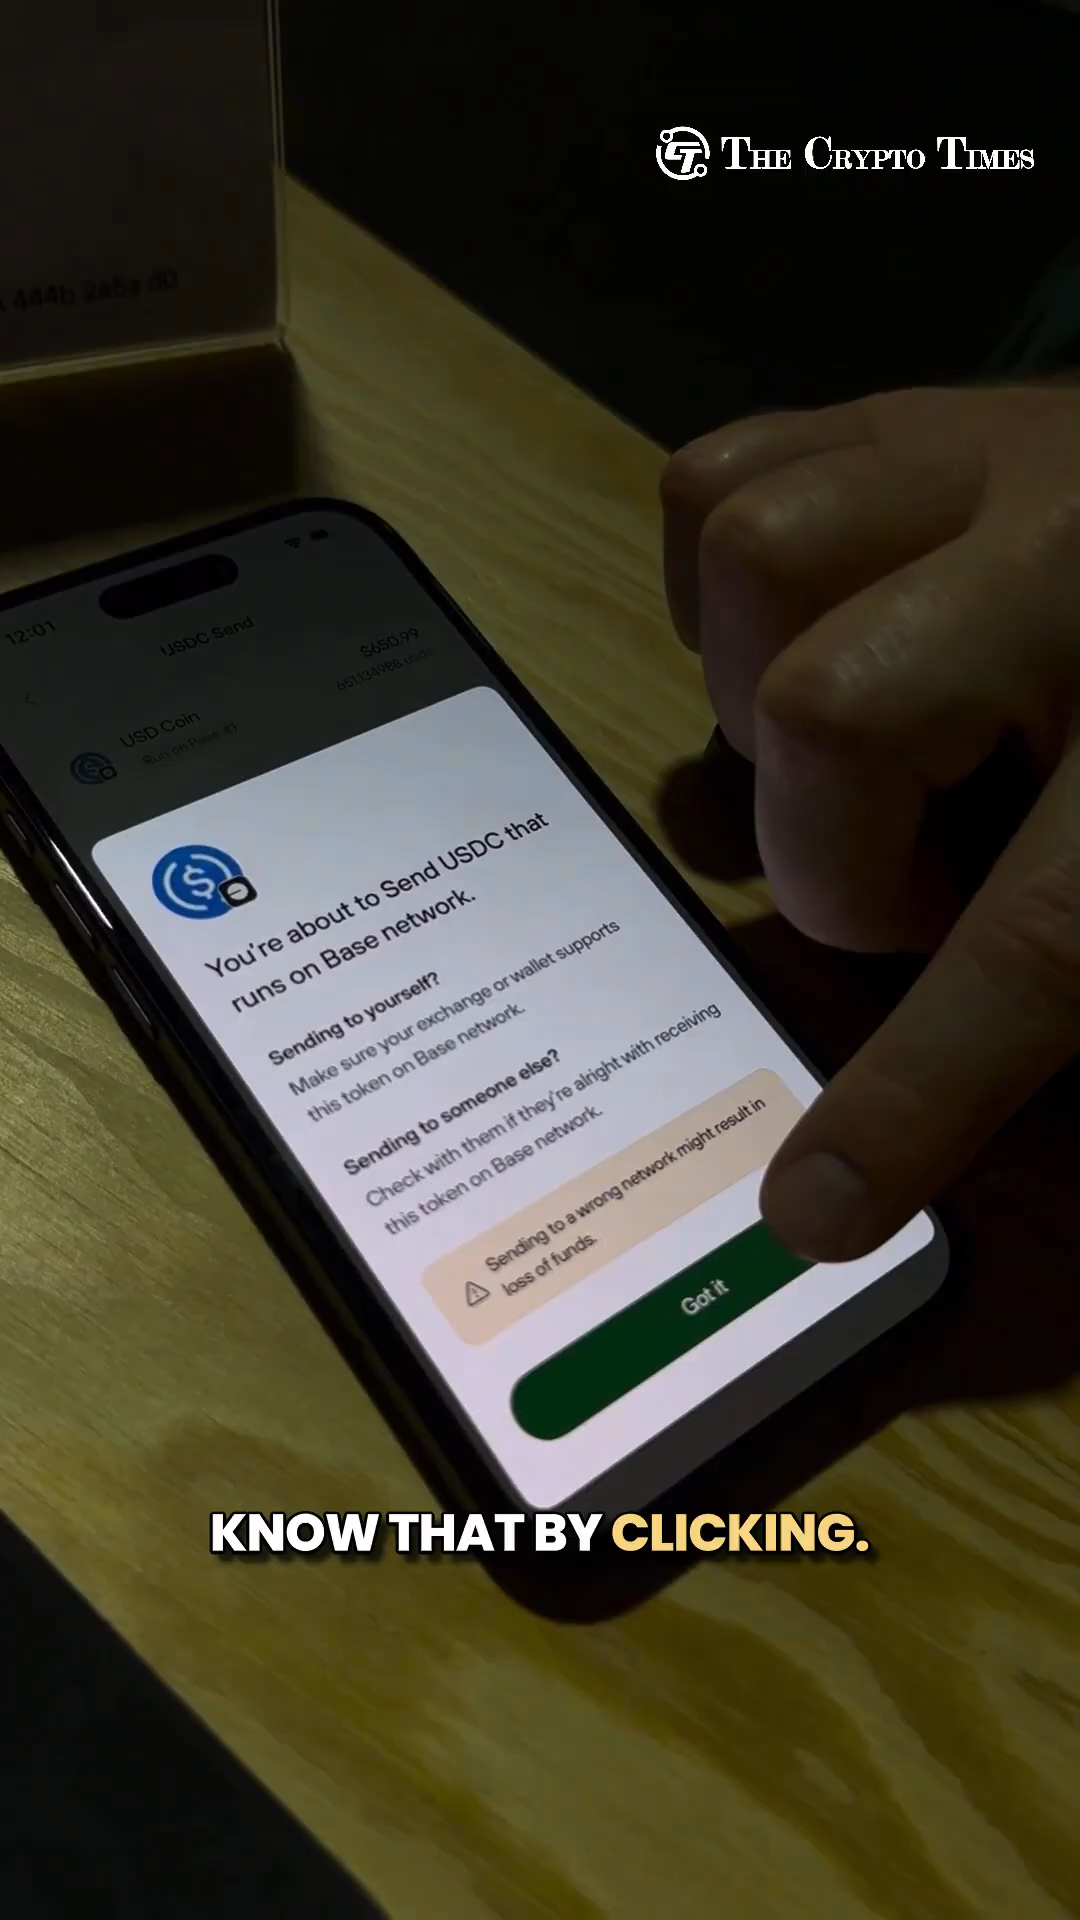 THE CRYPTO TIMES
444b 2a5a d0
12:01
USDC Send
$650.99
USD Coin
You're about to Send USDC that
runs on Base network.
Sending to yourself?
Make sure your exchange or wallet supports
this token on Base network.
Sending to someone else?
Check with them if they're alright with receiving
this token on Base network.
Sending to a wrong network might result in
loss of funds.
Got it
KNOW THAT BY CLICKING.